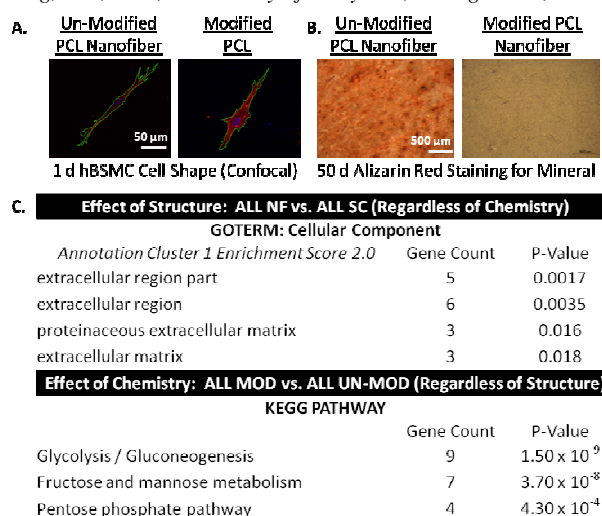 A.
Un-Modified
PCL Nanofiber
Modified
PCL
B.
Un-Modified
PCL Nanofiber
Modified PCL
Nanofiber
50 µm
500 µm
1 d hBSMC Cell Shape (Confocal)
50 d Alizarin Red Staining for Mineral
C.
Effect of Structure: ALL NF vs. ALL SC (Regardless of Chemistry)
GOTERM: Cellular Component
Annotation Cluster 1 Enrichment Score 2.0 Gene Count P-Value
extracellular region part 5 0.0017
extracellular region 6 0.0035
proteinaceous extracellular matrix 3 0.016
extracellular matrix 3 0.018
Effect of Chemistry: ALL MOD vs. ALL UN-MOD (Regardless of Structure)
KEGG PATHWAY
Gene Count P-Value
Glycolysis / Gluconeogenesis 9 1.50 x 10-9
Fructose and mannose metabolism 7 3.70 x 10-8
Pentose phosphate pathway 4 4.30 x 10-4